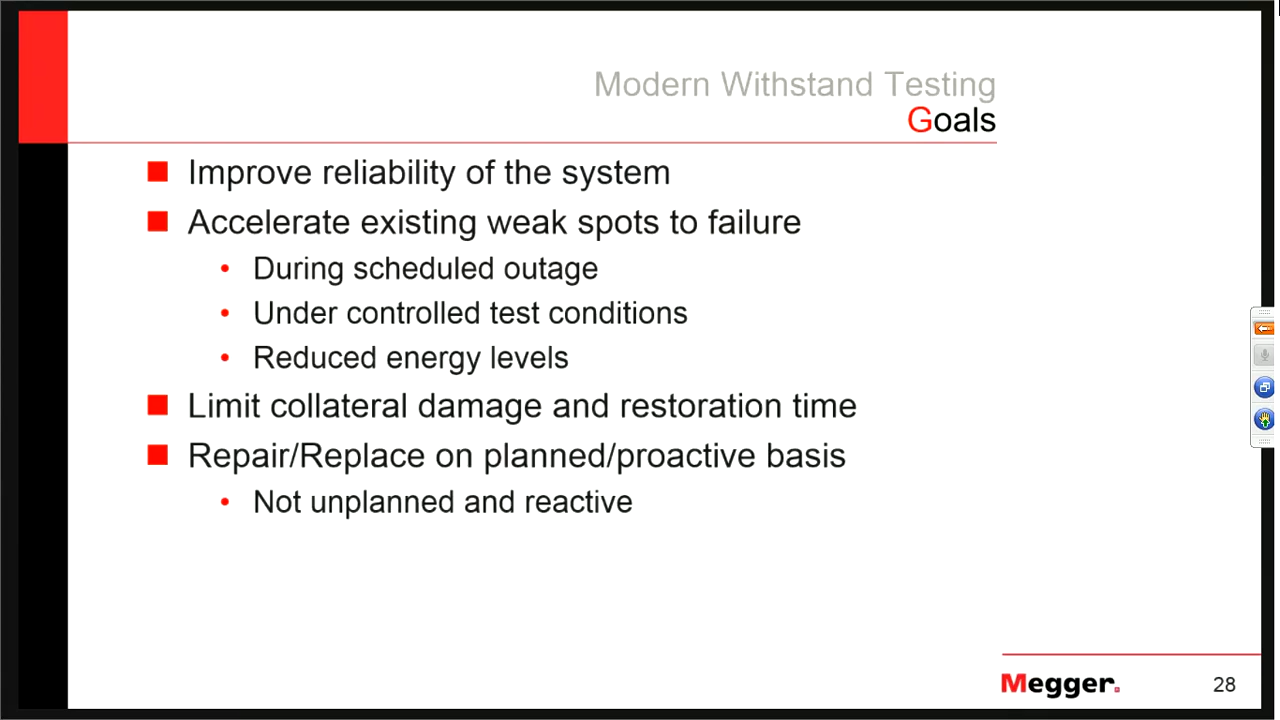 Modern Withstand Testing
Goals
Improve reliability of the system
Accelerate existing weak spots to failure
During scheduled outage
Under controlled test conditions
Reduced energy levels
Limit collateral damage and restoration time
Repair/Replace on planned/proactive basis
Not unplanned and reactive
Megger.
28